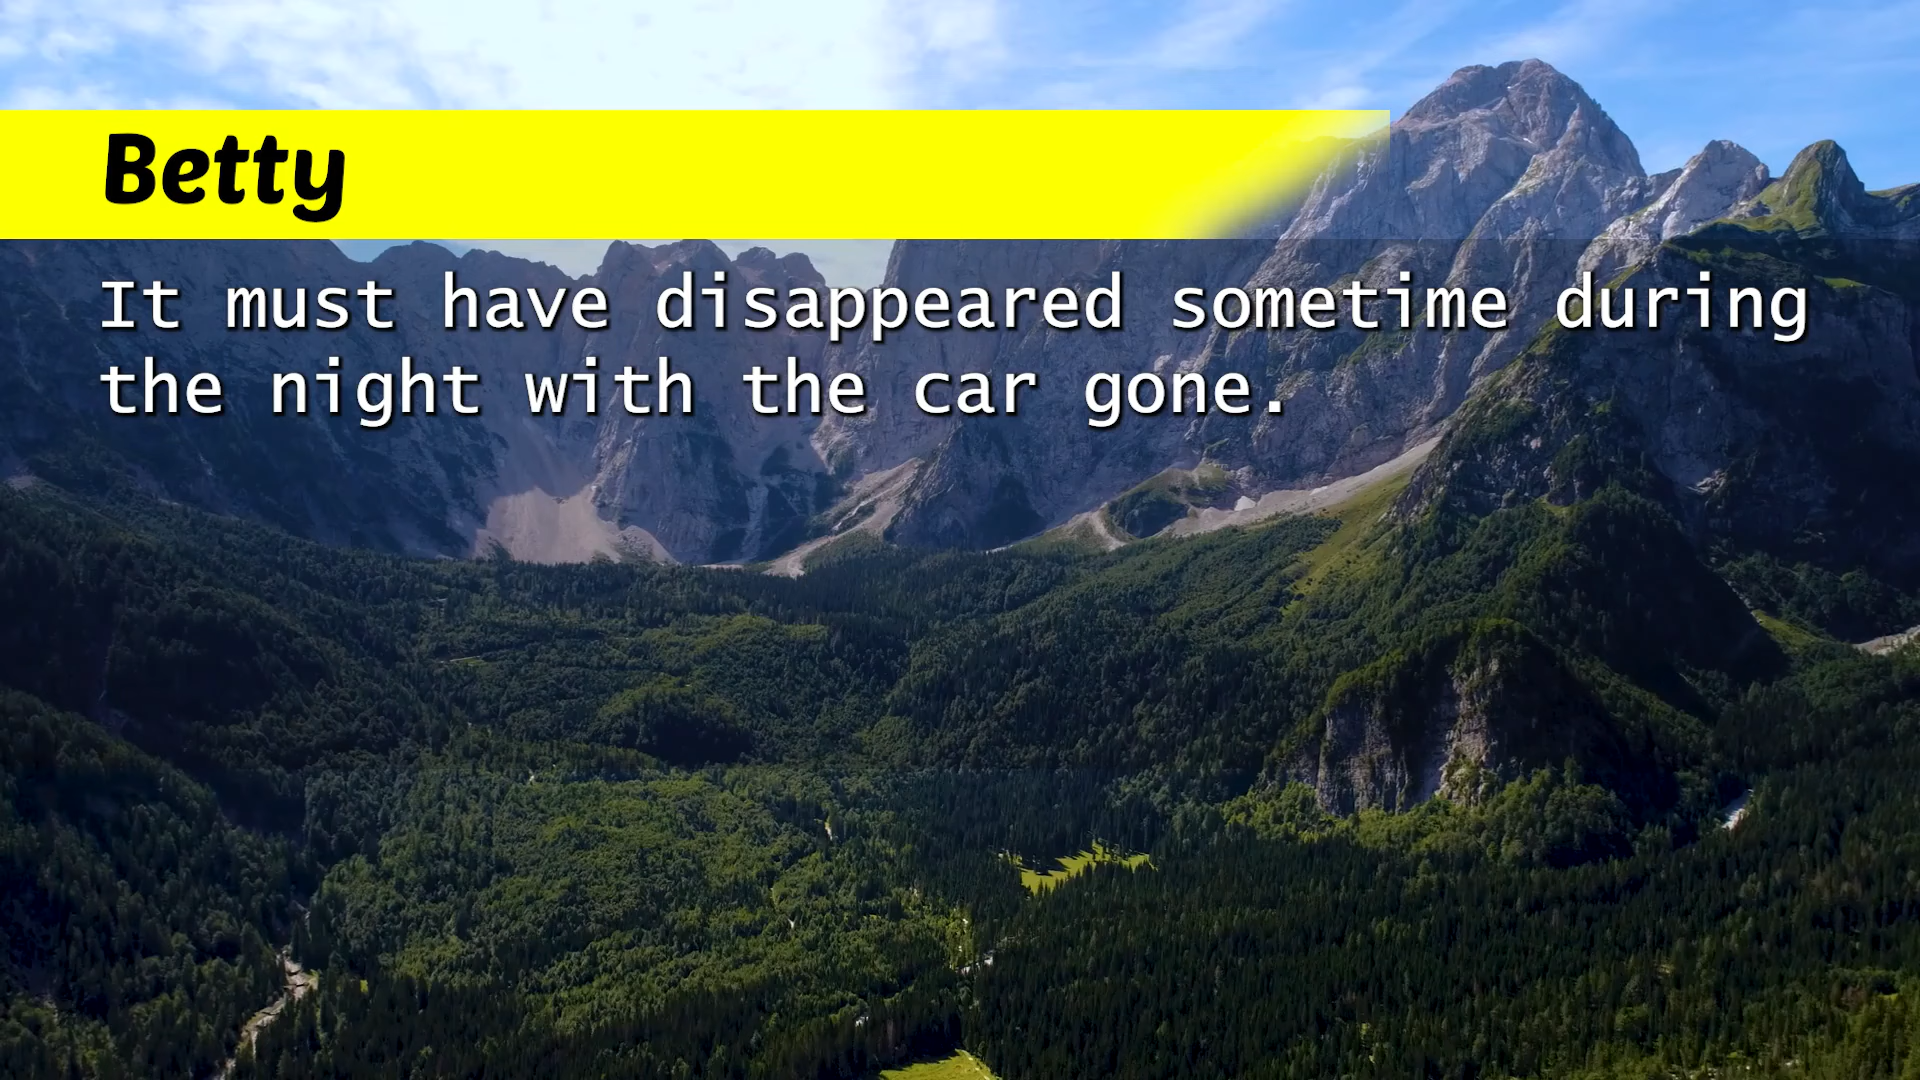 Betty
It must have disappeared sometime during
the night with the car gone.